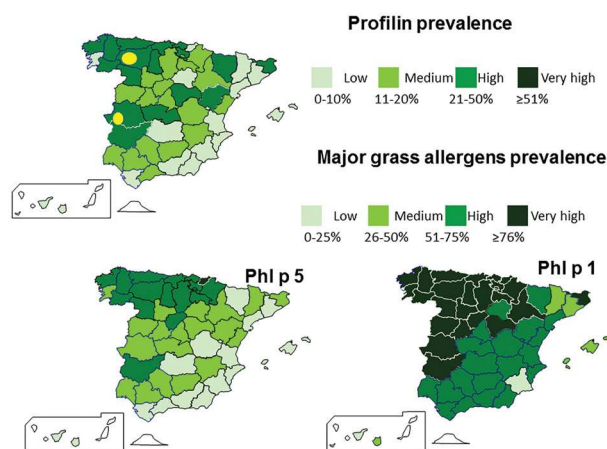 Profilin prevalence
Low Medium High Very high
0-10% 11-20% 21-50% ≥51%
Major grass allergens prevalence
Low Medium High Very high
0-25% 26-50% 51-75% ≥76%
Phl p 5 Phl p 1